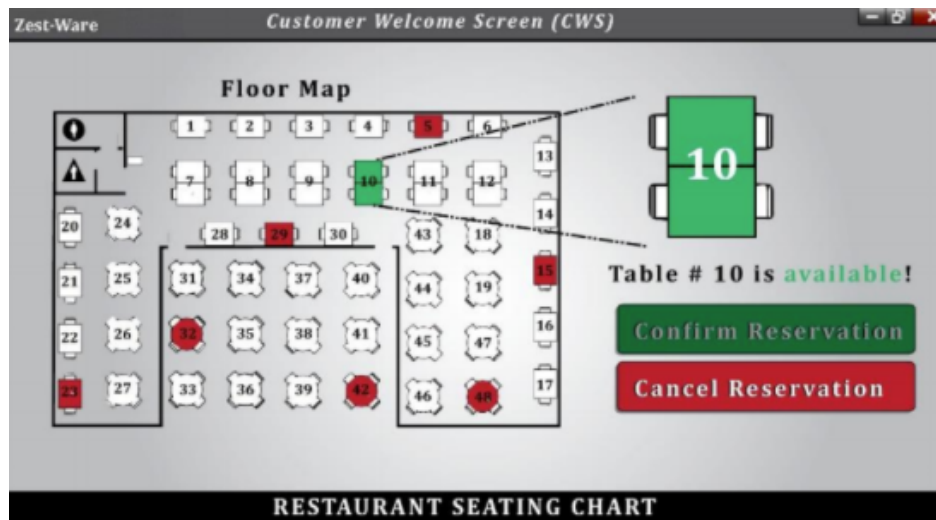 Zest-Ware
Customer Welcome Screen (CWS)
Floor Map
1 2 3 4 5 6
13
7 8 9 10 11 12
10
14
20 24 28 29 30 43 18
15
Table # 10 is available!
21 25 31 34 37 40 44 19
16
Confirm Reservation
22 26 32 35 38 41 45 47
17
Cancel Reservation
23 27 33 36 39 42 46 48
RESTAURANT SEATING CHART